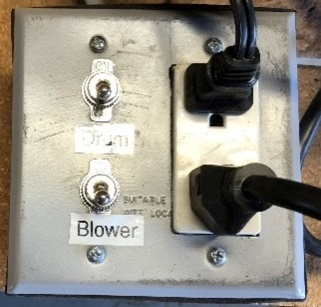 ON
Drum
SUITABLE
WET LOCA
Blower